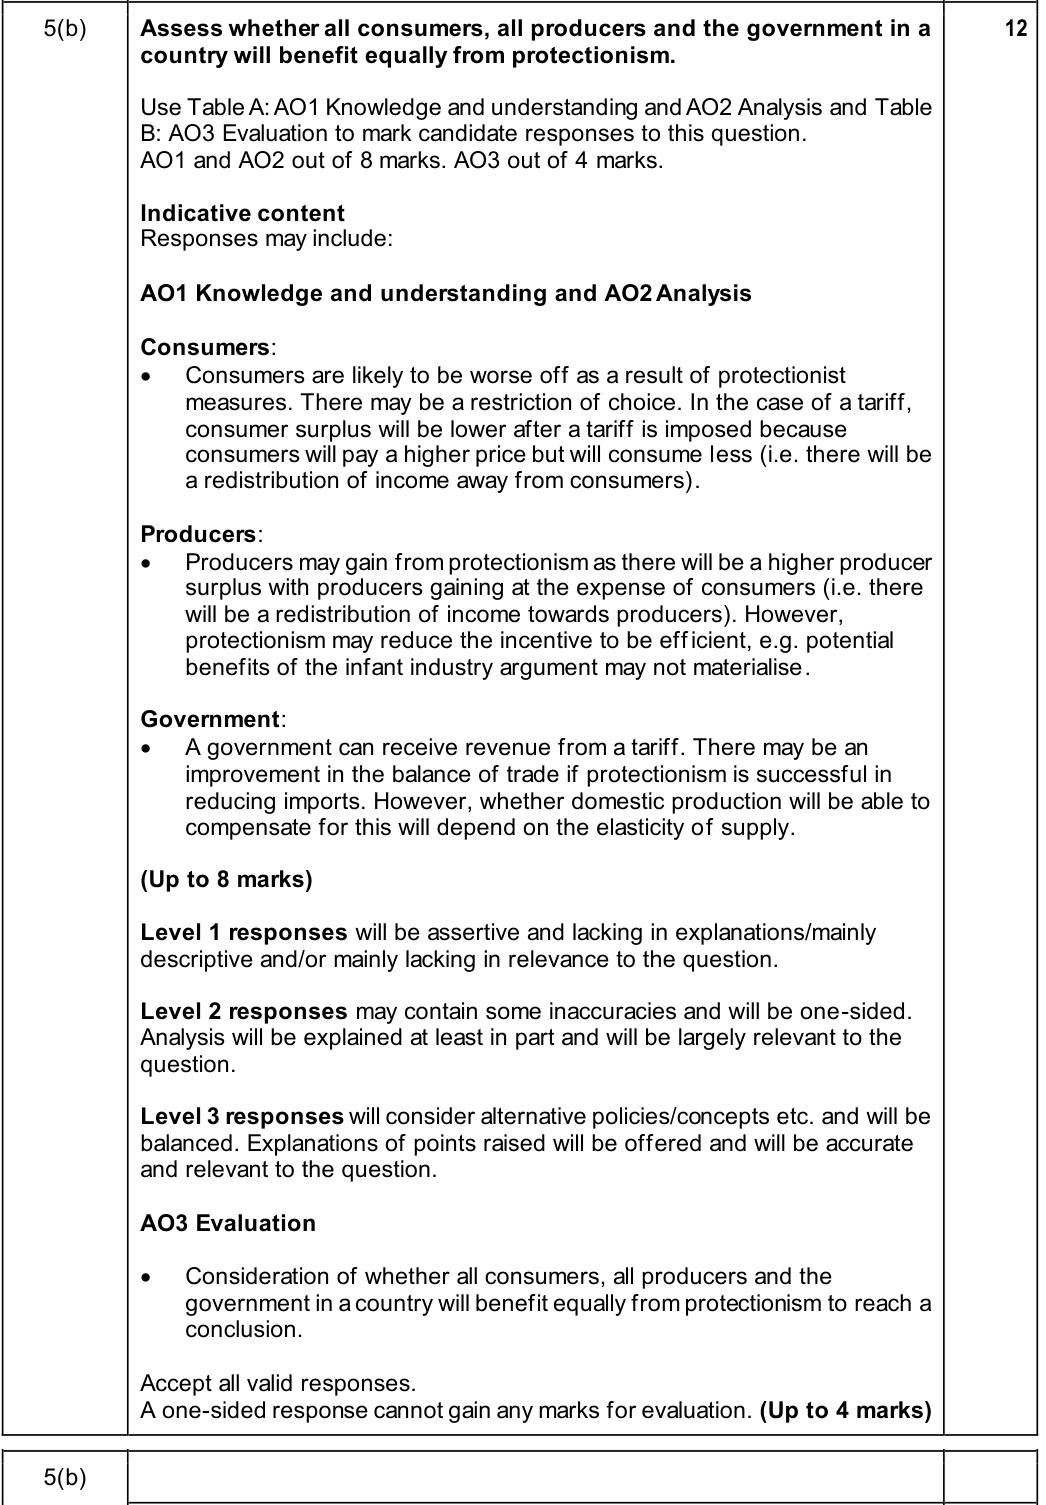 5(b)
Assess whether all consumers, all producers and the government in a
country will benefit equally from protectionism.
12
Use Table A: AO1 Knowledge and understanding and AO2 Analysis and Table
B: AO3 Evaluation to mark candidate responses to this question.
AO1 and AO2 out of 8 marks. AO3 out of 4 marks.
Indicative content
Responses may include:
AO1 Knowledge and understanding and AO2 Analysis
Consumers:
• Consumers are likely to be worse off as a result of protectionist
measures. There may be a restriction of choice. In the case of a tariff,
consumer surplus will be lower after a tariff is imposed because
consumers will pay a higher price but will consume less (i.e. there will be
a redistribution of income away from consumers).
Producers:
• Producers may gain from protectionism as there will be a higher producer
surplus with producers gaining at the expense of consumers (i.e. there
will be a redistribution of income towards producers). However,
protectionism may reduce the incentive to be efficient, e.g. potential
benefits of the infant industry argument may not materialise.
Government:
• A government can receive revenue from a tariff. There may be an
improvement in the balance of trade if protectionism is successful in
reducing imports. However, whether domestic production will be able to
compensate for this will depend on the elasticity of supply.
(Up to 8 marks)
Level 1 responses will be assertive and lacking in explanations/mainly
descriptive and/or mainly lacking in relevance to the question.
Level 2 responses may contain some inaccuracies and will be one-sided.
Analysis will be explained at least in part and will be largely relevant to the
question.
Level 3 responses will consider alternative policies/concepts etc. and will be
balanced. Explanations of points raised will be offered and will be accurate
and relevant to the question.
AO3 Evaluation
• Consideration of whether all consumers, all producers and the
government in a country will benefit equally from protectionism to reach a
conclusion.
Accept all valid responses.
A one-sided response cannot gain any marks for evaluation. (Up to 4 marks)
5(b)